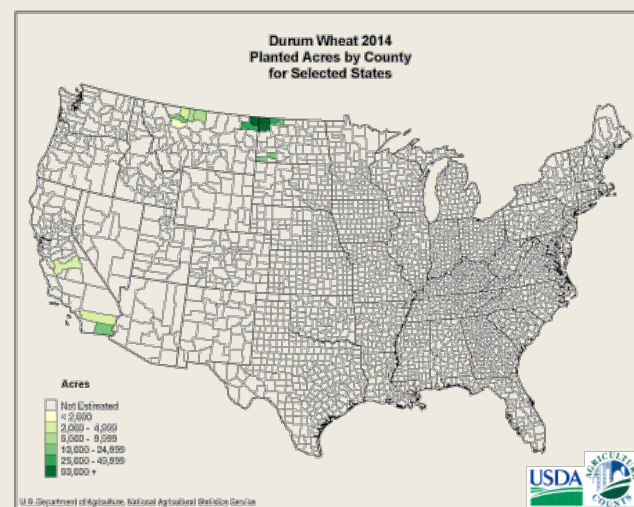 Durum Wheat 2014
Planted Acres by County
for Selected States
Acres
Not Estimated
< 2,000
2,000 - 4,999
5,000 - 9,999
10,000 - 24,999
25,000 - 49,999
50,000 +
U.S. Department of Agriculture, National Agricultural Statistics Service
USDA
AGRICULTURE
COUNTS